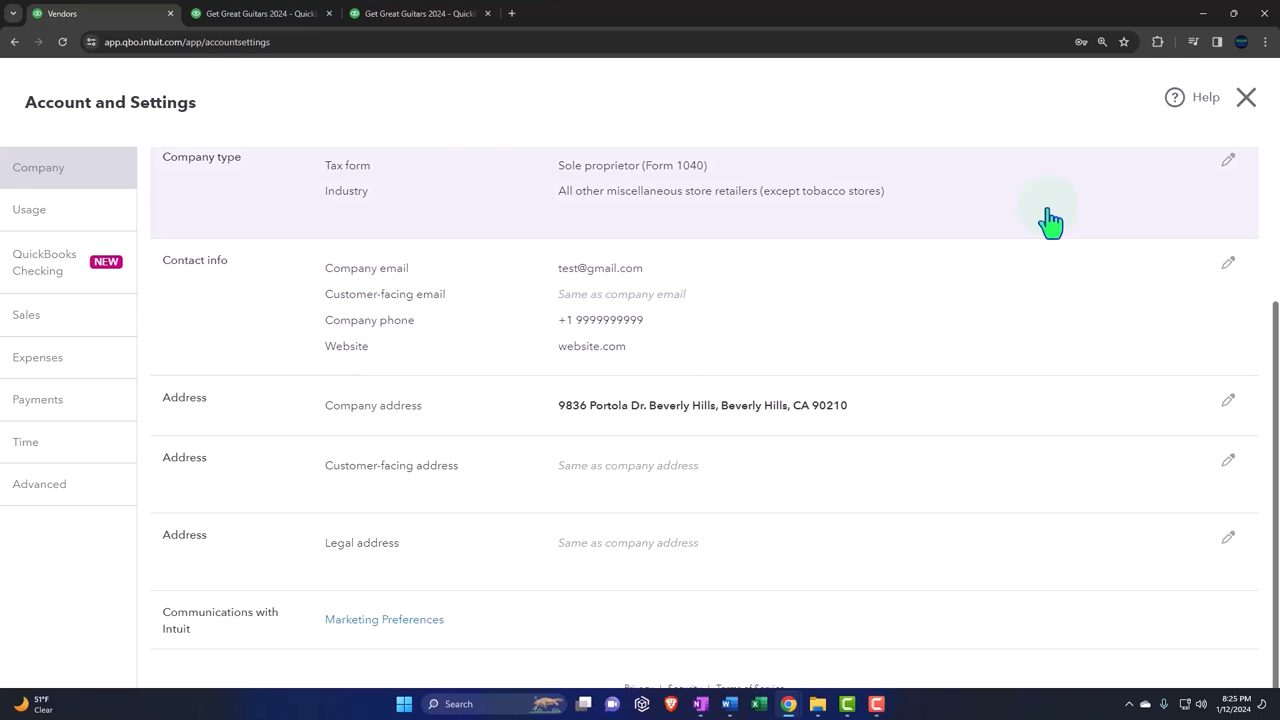 Vendors
Get Great Guitars 2024 - Quick
Get Great Guitars 2024 - Quick
app.qbo.intuit.com/app/accountsettings
Account and Settings
Help
Company
Usage
QuickBooks
Checking
NEW
Sales
Expenses
Payments
Time
Advanced
Company type
Tax form
Sole proprietor (Form 1040)
Industry
All other miscellaneous store retailers (except tobacco stores)
Contact info
Company email
test@gmail.com
Customer-facing email
Same as company email
Company phone
+1 9999999999
Website
website.com
Address
Company address
9836 Portola Dr. Beverly Hills, Beverly Hills, CA 90210
Address
Customer-facing address
Same as company address
Address
Legal address
Same as company address
Communications with
Intuit
Marketing Preferences
Privacy | Security | Terms of Service
51°F
Clear
Search
8:25 PM
1/12/2024